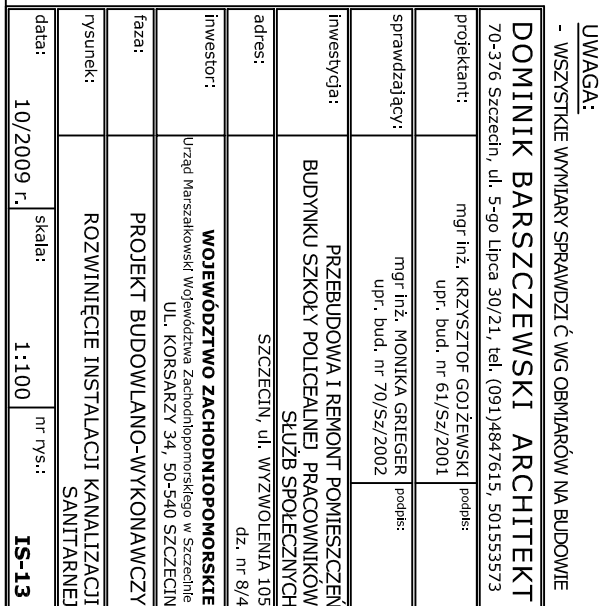 UWAGA:
- WSZYSTKIE WYMIARY SPRAWDZI Ć WG OBMIARÓW NA BUDOWIE
DOMINIK BARSZCZEWSKI ARCHITEKT
70-376 Szczecin, ul. 5-go Lipca 30/21, tel. (091)4847615, 501553573
projektant:
mgr inż. KRZYSZTOF GOJŻEWSKI
upr. bud. nr 61/Sz/2001
podpis:
sprawdzający:
mgr inż. MONIKA GRIEGER
upr. bud. nr 70/Sz/2002
podpis:
inwestycja:
PRZEBUDOWA I REMONT POMIESZCZEŃ
BUDYNKU SZKOŁY POLICEALNEJ PRACOWNIKÓW
SŁUŻB SPOŁECZNYCH
adres:
SZCZECIN, ul. WYZWOLENIA 105
dz. nr 8/4
inwestor:
WOJEWÓDZTWO ZACHODNIOPOMORSKIE
Urząd Marszałkowski Województwa Zachodniopomorskiego w Szczecinie
UL. KORSARZY 34, 50-540 SZCZECIN
faza:
PROJEKT BUDOWLANO-WYKONAWCZY
rysunek:
ROZWINIĘCIE INSTALACJI KANALIZACJI
SANITARNEJ
data:
10/2009 r.
skala:
1:100
nr rys.:
IS-13